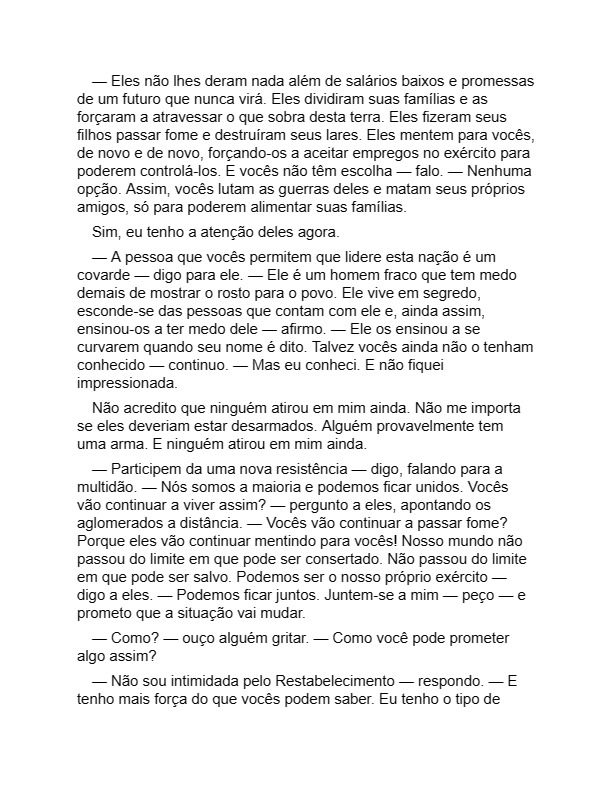 — Eles não lhes deram nada além de salários baixos e promessas
de um futuro que nunca virá. Eles dividiram suas famílias e as
forçaram a atravessar o que sobra desta terra. Eles fizeram seus
filhos passar fome e destruíram seus lares. Eles mentem para vocês,
de novo e de novo, forçando-os a aceitar empregos no exército para
poderem controlá-los. E vocês não têm escolha — falo. — Nenhuma
opção. Assim, vocês lutam as guerras deles e matam seus próprios
amigos, só para poderem alimentar suas famílias.
Sim, eu tenho a atenção deles agora.
— A pessoa que vocês permitem que lidere esta nação é um
covarde — digo para ele. — Ele é um homem fraco que tem medo
demais de mostrar o rosto para o povo. Ele vive em segredo,
esconde-se das pessoas que contam com ele e, ainda assim,
ensinou-os a ter medo dele — afirmo. — Ele os ensinou a se
curvarem quando seu nome é dito. Talvez vocês ainda não o tenham
conhecido — continuo. — Mas eu conheci. E não fiquei
impressionada.
Não acredito que ninguém atirou em mim ainda. Não me importa
se eles deveriam estar desarmados. Alguém provavelmente tem
uma arma. E ninguém atirou em mim ainda.
— Participem da uma nova resistência — digo, falando para a
multidão. — Nós somos a maioria e podemos ficar unidos. Vocês
vão continuar a viver assim? — pergunto a eles, apontando os
aglomerados a distância. — Vocês vão continuar a passar fome?
Porque eles vão continuar mentindo para vocês! Nosso mundo não
passou do limite em que pode ser consertado. Não passou do limite
em que pode ser salvo. Podemos ser o nosso próprio exército —
digo a eles. — Podemos ficar juntos. Juntem-se a mim — peço — e
prometo que a situação vai mudar.
— Como? — ouço alguém gritar. — Como você pode prometer
algo assim?
— Não sou intimidada pelo Restabelecimento — respondo. — E
tenho mais força do que vocês podem saber. Eu tenho o tipo de